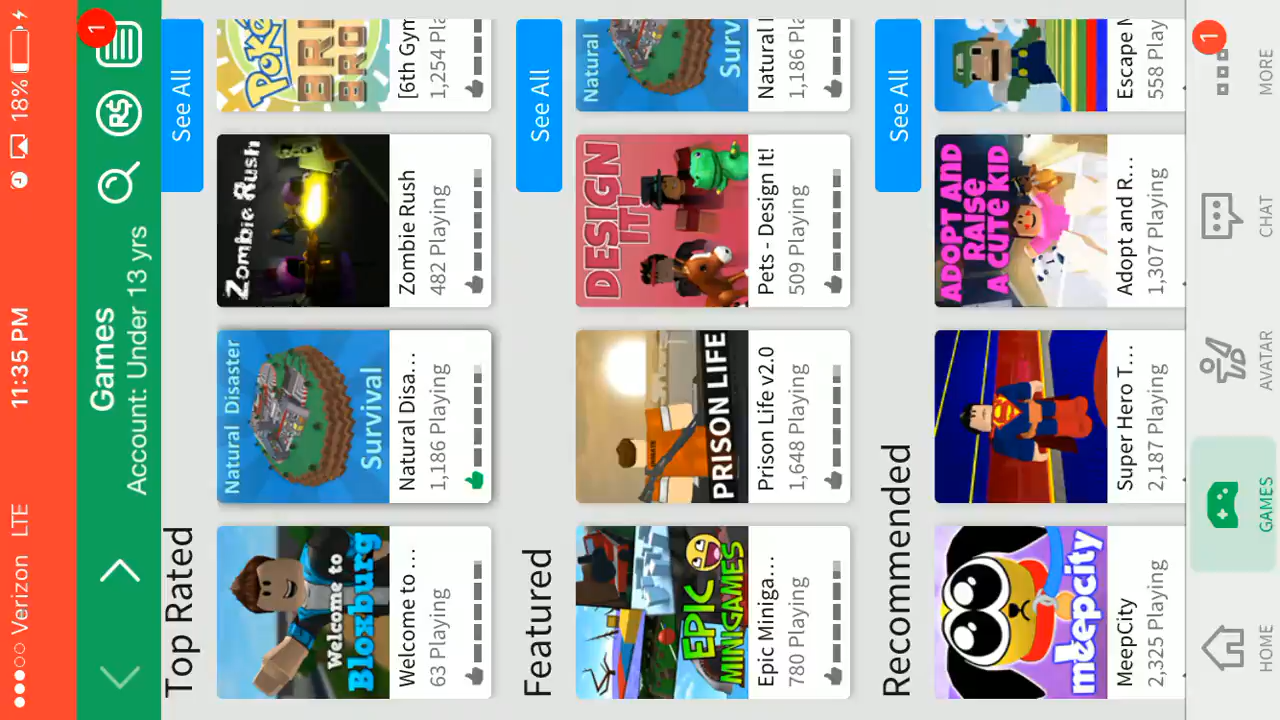 Verizon LTE 11:35 PM 18%
Games
Account: Under 13 yrs
R$
1
Top Rated
See All
Welcome to Bloxburg
Natural Disaster Survival
Zombie Rush
POKé BRI BRO
Welcome to ...
Natural Disa...
Zombie Rush
[6th Gym
63 Playing
1,186 Playing
482 Playing
1,254 Pla
Featured
See All
EPIC MINIGAMES
PRISON LIFE
DESIGN IT!
Natural Surv
Epic Miniga...
Prison Life v2.0
Pets - Design It!
Natural
780 Playing
1,648 Playing
509 Playing
1,186 Pla
Recommended
See All
meepcity
ADOPT AND RAISE A CUTE KID
MeepCity
Super Hero T...
Adopt and R...
Escape
2,325 Playing
2,187 Playing
1,307 Playing
558 Play
HOME
GAMES
AVATAR
CHAT
MORE
1